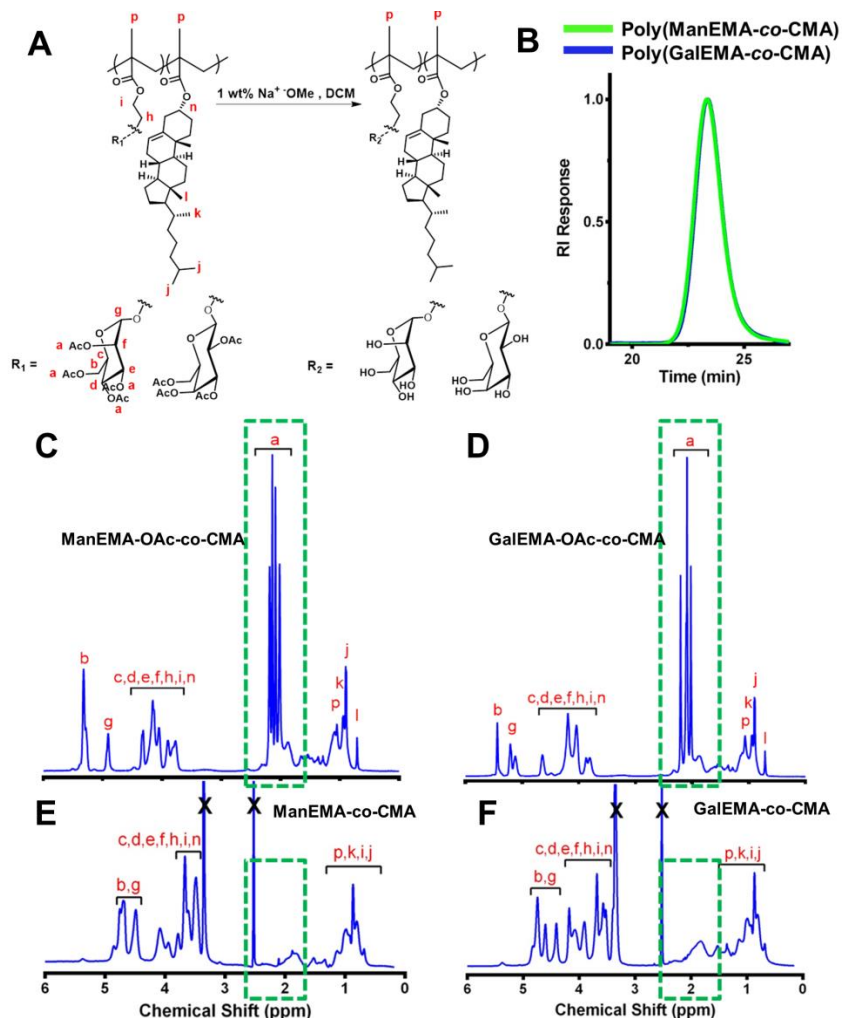 A
p
p
i
h
n
R1
l
k
j
j
1 wt% Na+ -OMe , DCM
p
p
R2
R1 =
g
a
AcO
f
c
b
a
AcO
e
d
AcO
OAc
a
OAc
a
OAc
AcO
AcO
OAc
R2 =
HO
HO
HO
OH
OH
HO
HO
OH
B
Poly(ManEMA-co-CMA)
Poly(GalEMA-co-CMA)
RI Response
1.0
0.5
0.0
20
25
Time (min)
C
ManEMA-OAc-co-CMA
a
b
g
c,d,e,f,h,i,n
p
k
j
l
D
GalEMA-OAc-co-CMA
a
b
g
c,d,e,f,h,i,n
p
k
j
l
E
ManEMA-co-CMA
X
X
c,d,e,f,h,i,n
b,g
p,k,i,j
6
5
4
3
2
1
0
Chemical Shift (ppm)
F
GalEMA-co-CMA
X
X
c,d,e,f,h,i,n
b,g
p,k,i,j
6
5
4
3
2
1
0
Chemical Shift (ppm)